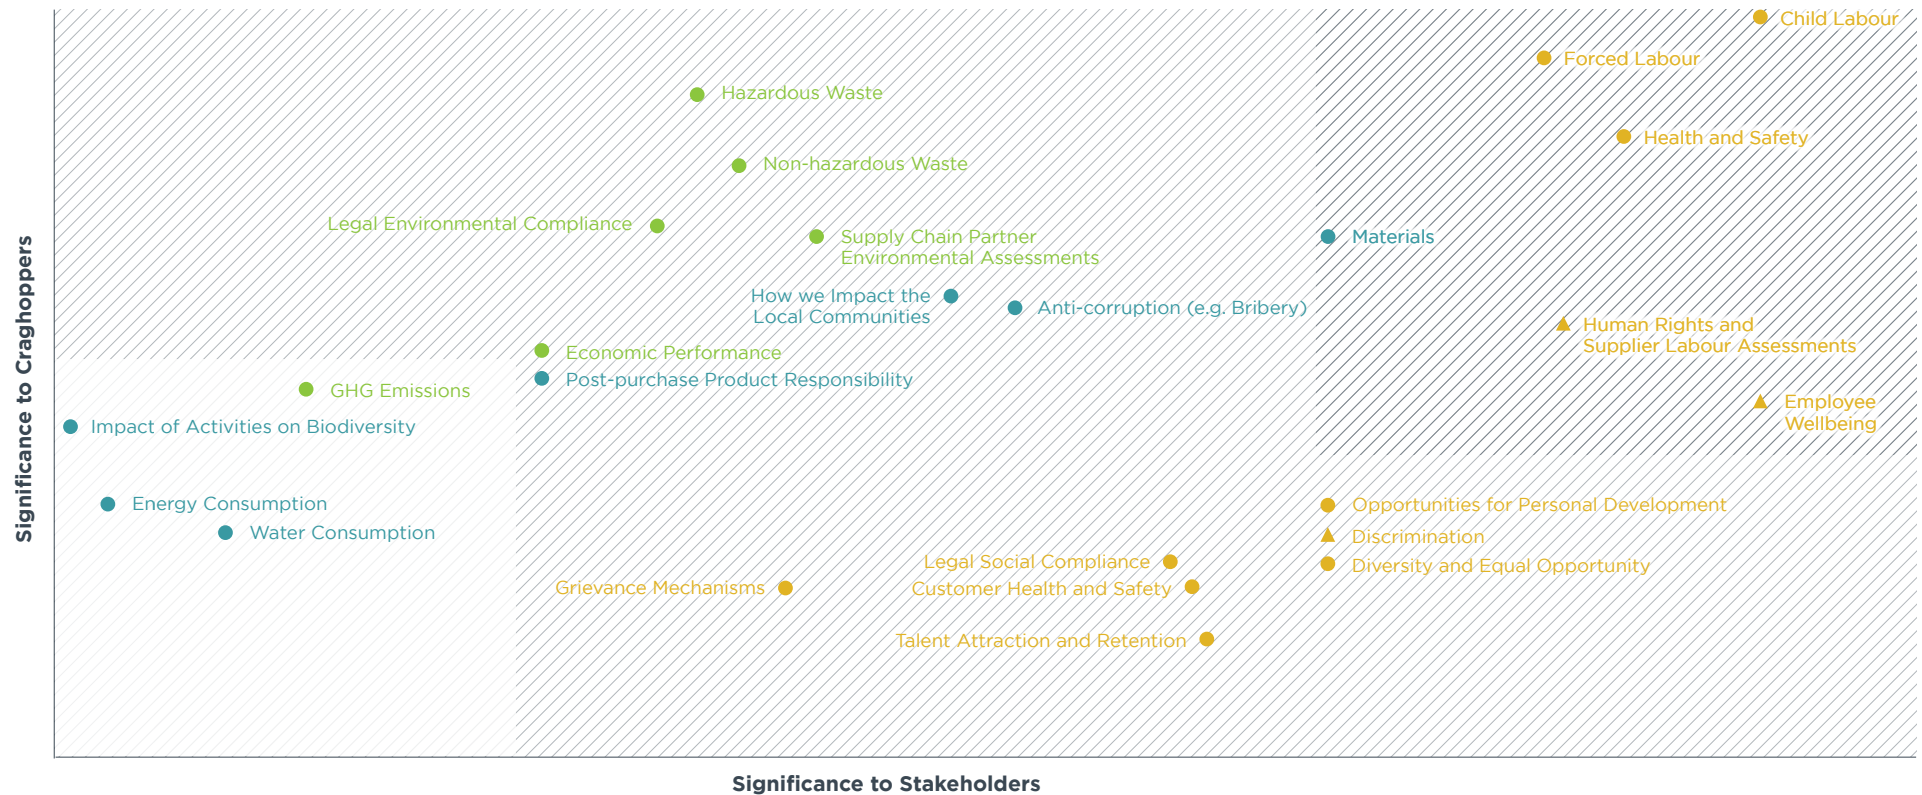 Child Labour
Forced Labour
Hazardous Waste
Health and Safety
Non-hazardous Waste
Legal Environmental Compliance
Supply Chain Partner
Environmental Assessments
Materials
How we Impact the
Local Communities
Anti-corruption (e.g. Bribery)
Human Rights and
Supplier Labour Assessments
Economic Performance
Post-purchase Product Responsibility
GHG Emissions
Employee
Wellbeing
Impact of Activities on Biodiversity
Energy Consumption
Opportunities for Personal Development
Water Consumption
Discrimination
Legal Social Compliance
Diversity and Equal Opportunity
Grievance Mechanisms
Customer Health and Safety
Talent Attraction and Retention
Significance to Craghoppers
Significance to Stakeholders